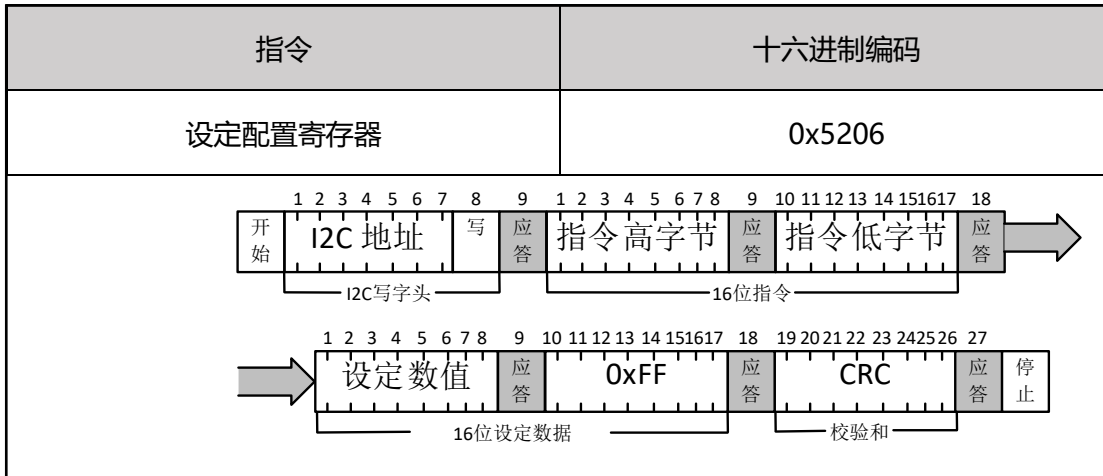 指令 十六进制编码
设定配置寄存器 0x5206
1 2 3 4 5 6 7 8 9 1 2 3 4 5 6 7 8 9 10 11 12 13 14 15 16 17 18
开始 I2C 地址 写 应答 指令高字节 应答 指令低字节 应答
I2C写字头 16位指令
1 2 3 4 5 6 7 8 9 10 11 12 13 14 15 16 17 18 19 20 21 22 23 24 25 26 27
设定数值 应答 0xFF 应答 CRC 应答 停止
16位设定数据 校验和